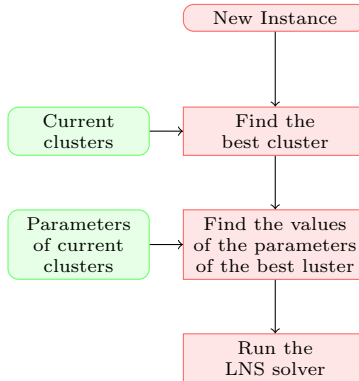 New Instance
Current
clusters
Find the
best cluster
Parameters
of current
clusters
Find the values
of the parameters
of the best luster
Run the
LNS solver